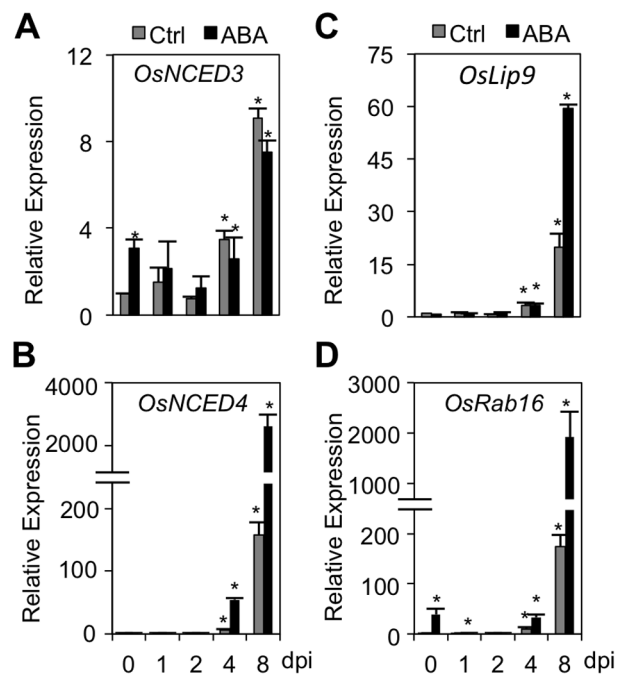 A
Ctrl ABA
OsNCED3
Relative Expression
12
8
4
0
*
*
*
*
*
C
Ctrl ABA
OsLip9
Relative Expression
75
60
45
30
15
0
*
*
*
*
B
OsNCED4
Relative Expression
4000
2000
200
100
0
*
*
*
*
0 1 2 4 8 dpi
D
OsRab16
Relative Expression
3000
2000
1000
200
100
0
*
*
*
*
*
*
0 1 2 4 8 dpi